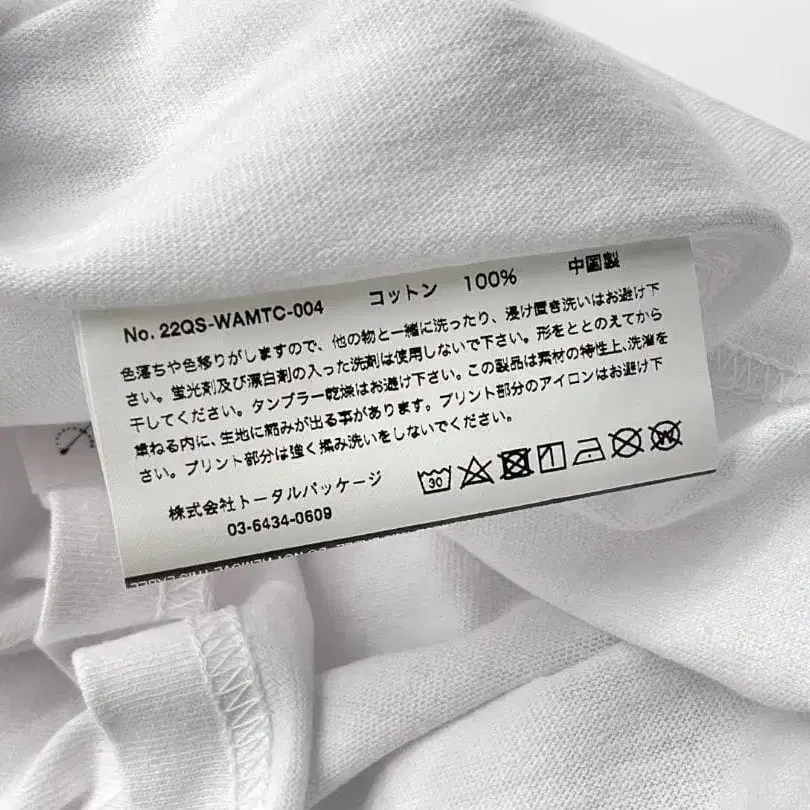 No. 22QS-WAMTC-004 コットン 100% 中国製
色落ちや色移りがしますので、他の物と一緒に洗ったり、浸け置き洗いはお避け下
さい。蛍光剤及び漂白剤の入った洗剤は使用しないで下さい。形をととのえてから
干してください。タンブラー乾燥はお避け下さい。この製品は素材の特性上、洗濯を
重ねる内に、生地に縮みが出る事があります。プリント部分のアイロンはお避け下
さい。プリント部分は強く揉み洗いをしないでください。
30 W
株式会社トータルパッケージ
03-6434-0609